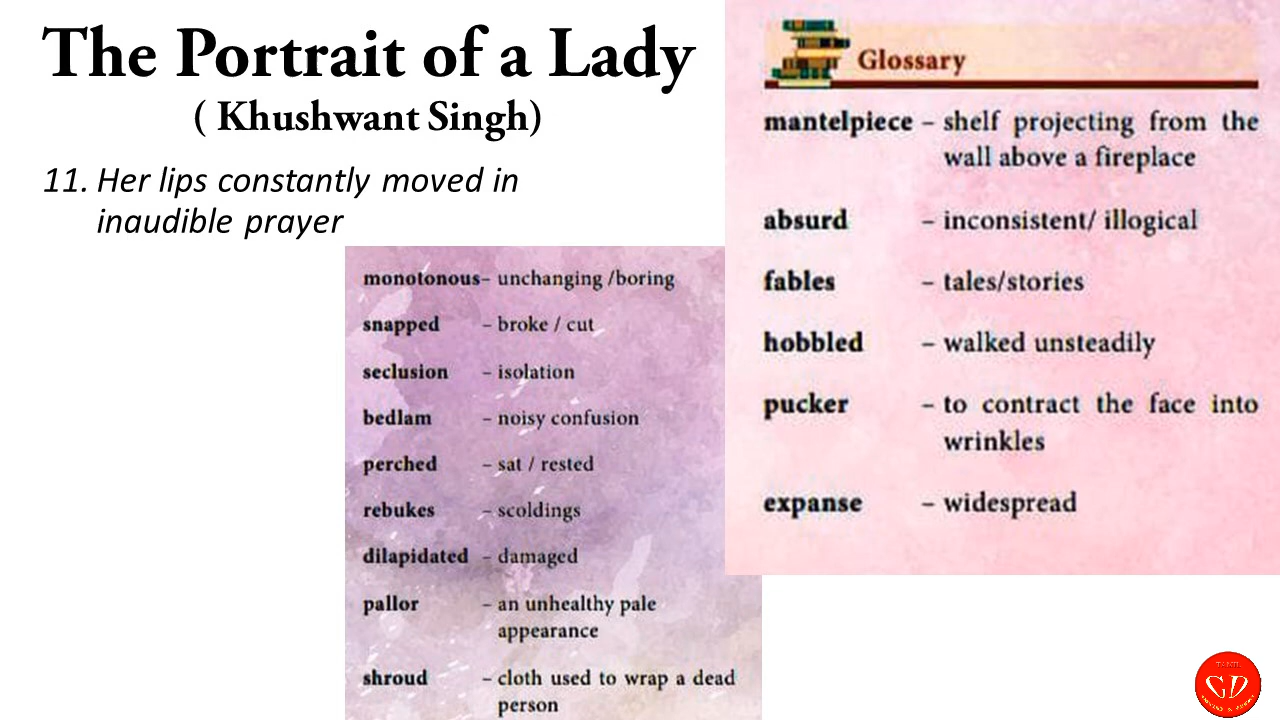 The Portrait of a Lady
( Khushwant Singh)
11. Her lips constantly moved in
inaudible prayer
monotonous– unchanging /boring
snapped – broke / cut
seclusion – isolation
bedlam – noisy confusion
perched – sat / rested
rebukes – scoldings
dilapidated – damaged
pallor – an unhealthy pale
appearance
shroud – cloth used to wrap a dead
person
Glossary
mantelpiece – shelf projecting from the
wall above a fireplace
absurd – inconsistent/ illogical
fables – tales/stories
hobbled – walked unsteadily
pucker – to contract the face into
wrinkles
expanse – widespread
GD